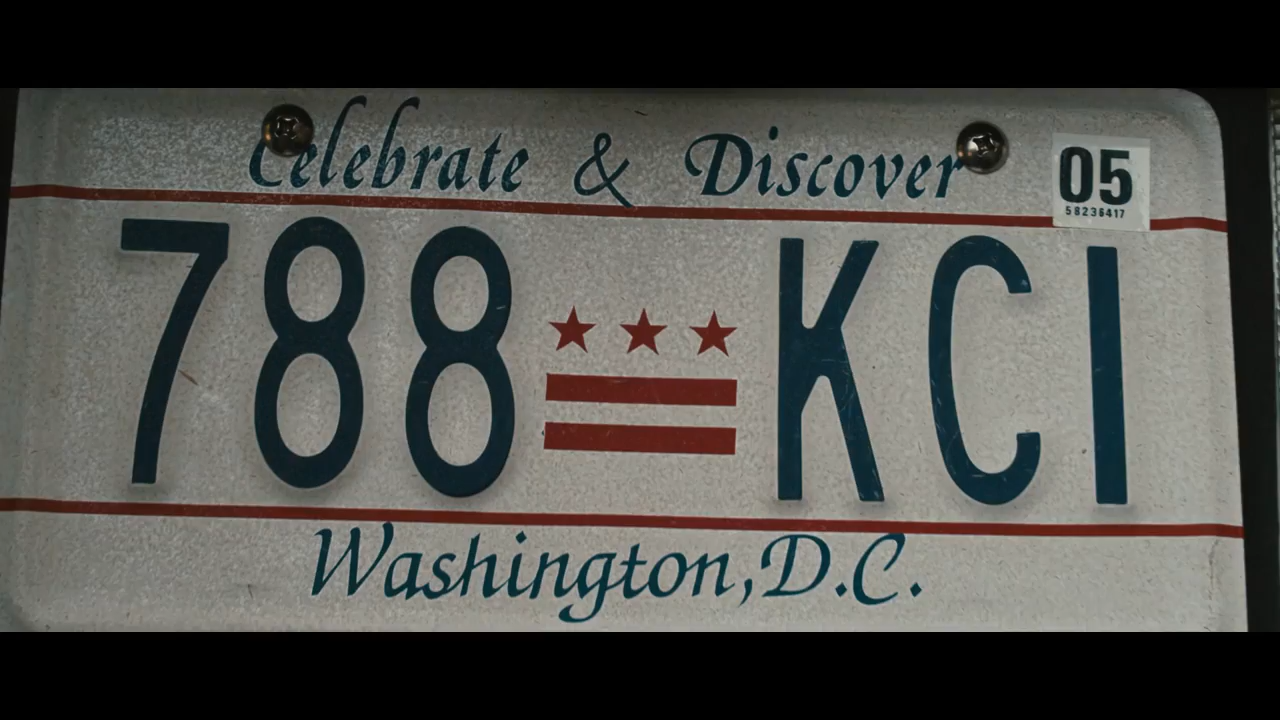 Celebrate & Discover
05
58236417
788 KCI
Washington, D.C.